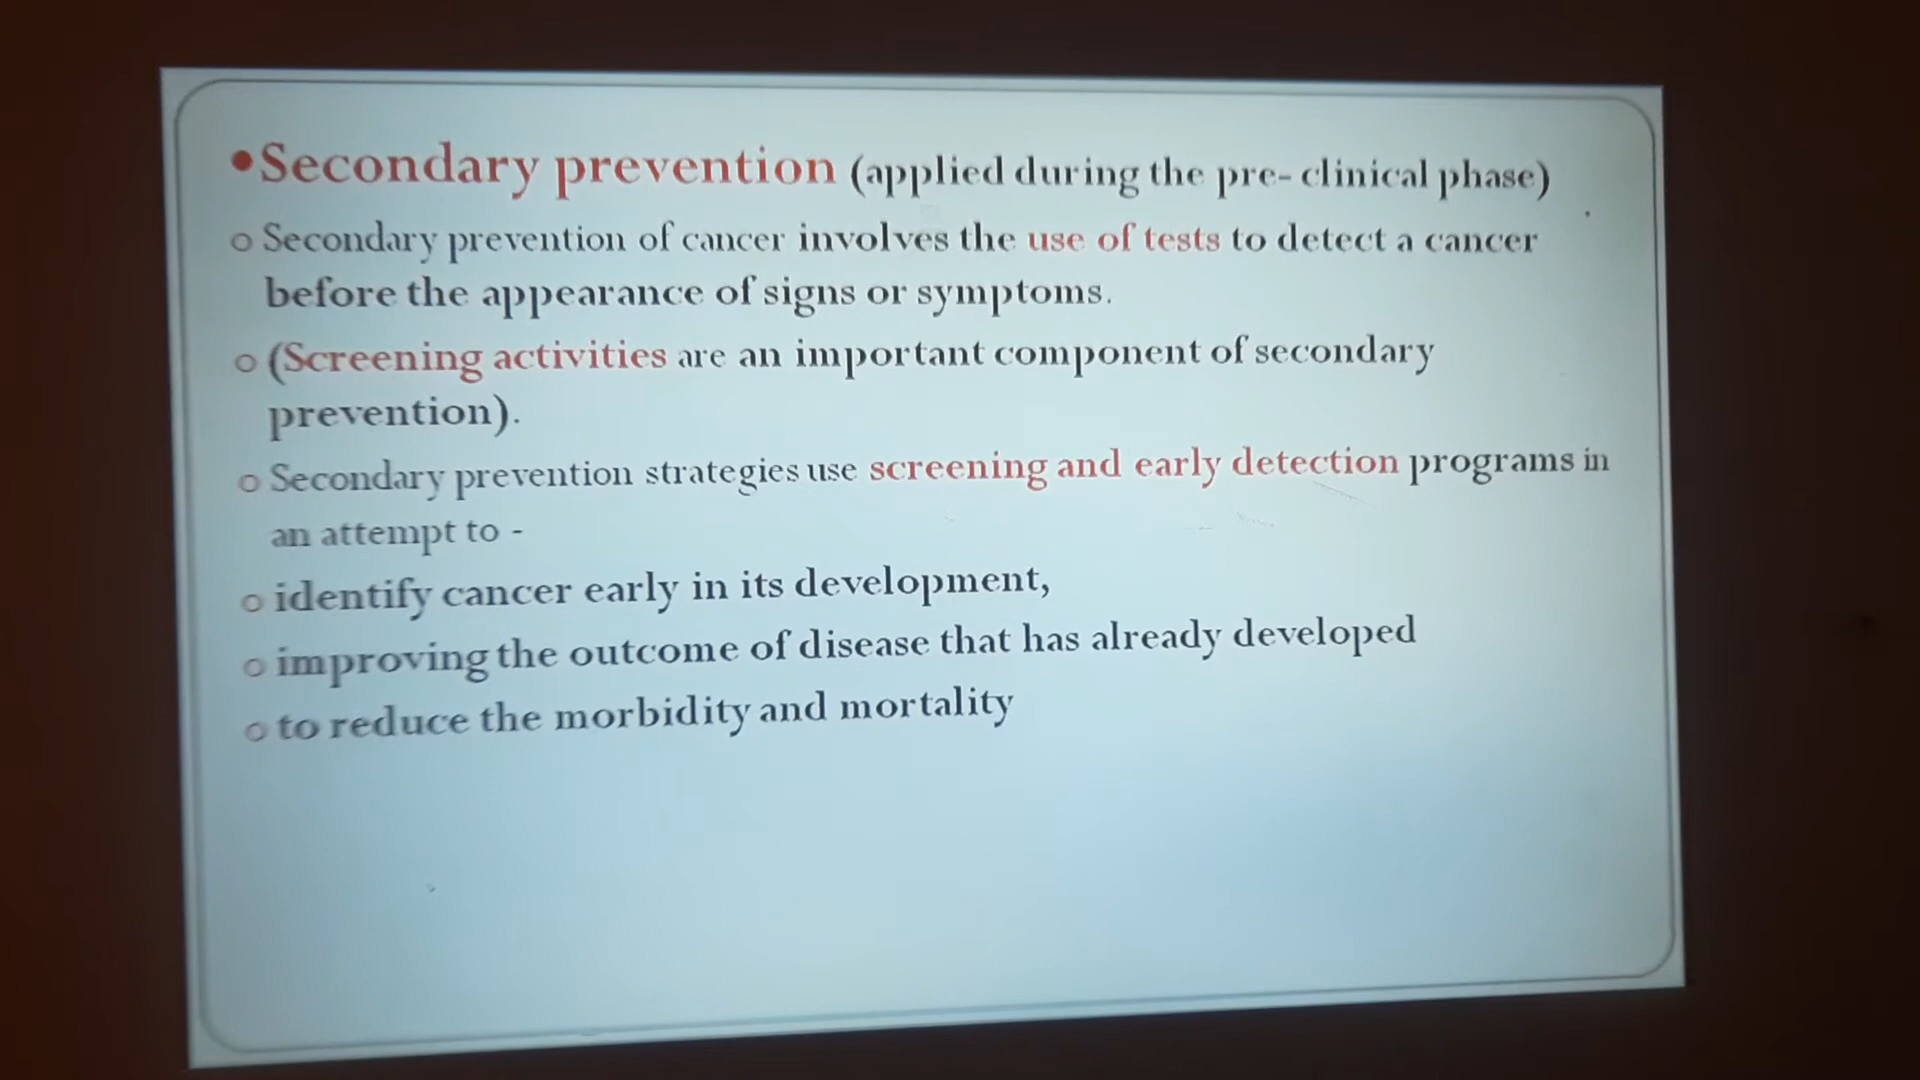 •Secondary prevention (applied during the pre- clinical phase)
o Secondary prevention of cancer involves the use of tests to detect a cancer
before the appearance of signs or symptoms.
o (Screening activities are an important component of secondary
prevention).
o Secondary prevention strategies use screening and early detection programs in
an attempt to -
o identify cancer early in its development,
o improving the outcome of disease that has already developed
o to reduce the morbidity and mortality